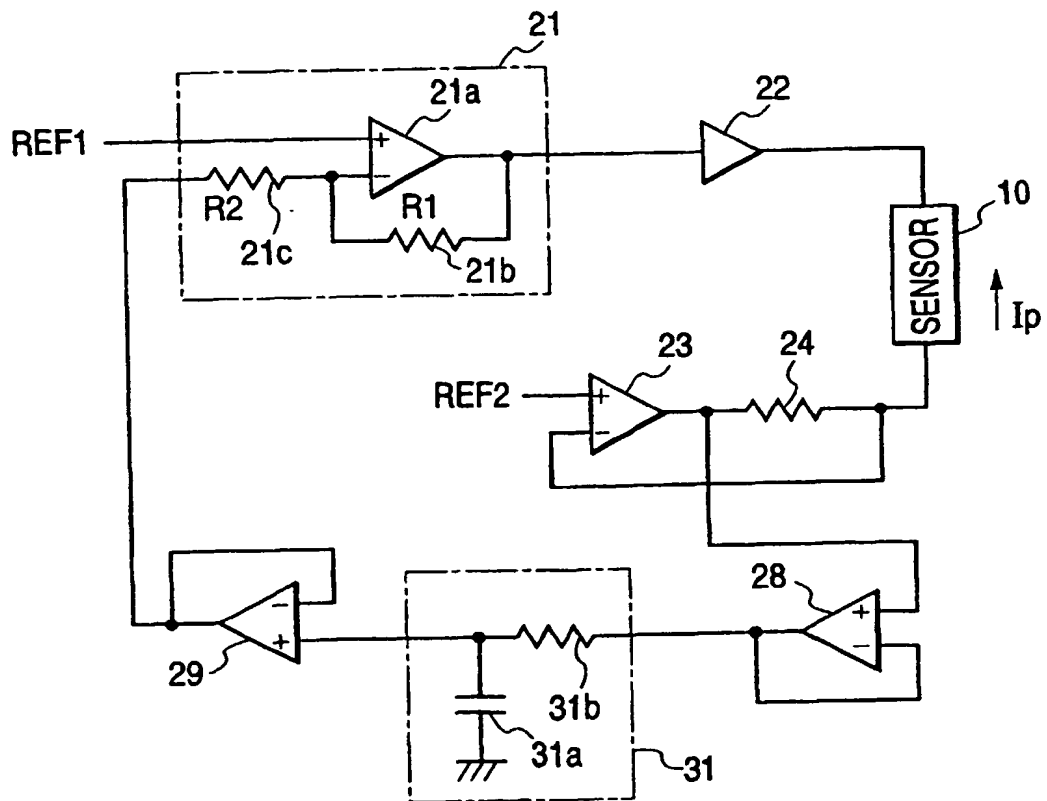 21
21a
22
REF1
+
−
R2
R1
21c
21b
10
SENSOR
Ip
23
24
REF2
+
−
28
−
+
+
−
29
31b
31a
31